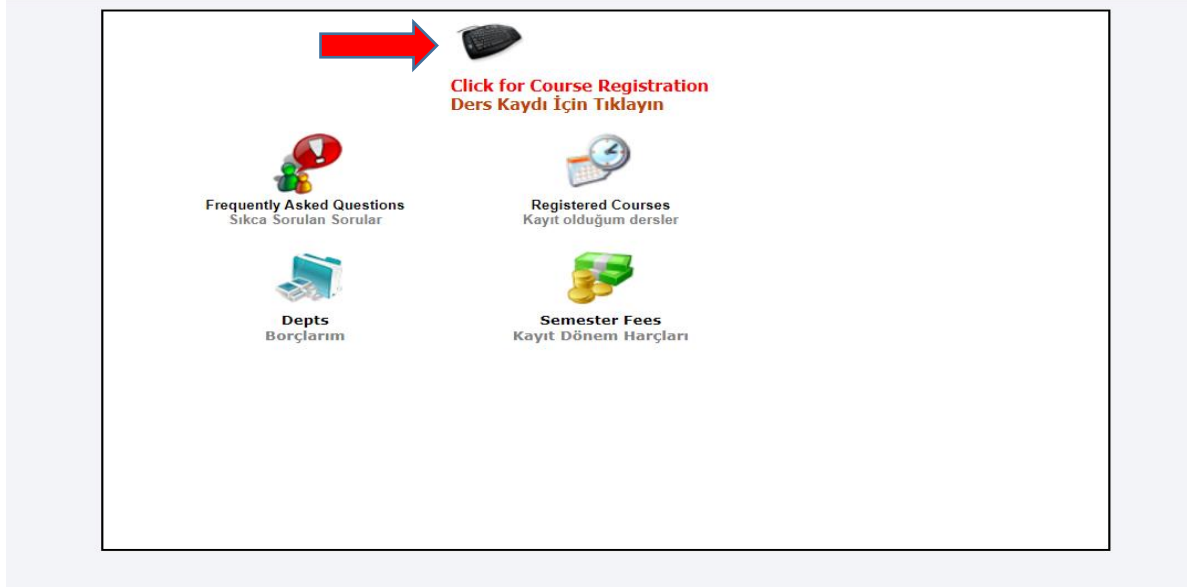 Click for Course Registration
Ders Kaydı İçin Tıklayın
Frequently Asked Questions
Sıkca Sorulan Sorular
Registered Courses
Kayıt olduğum dersler
Depts
Borçlarım
Semester Fees
Kayıt Dönem Harçları